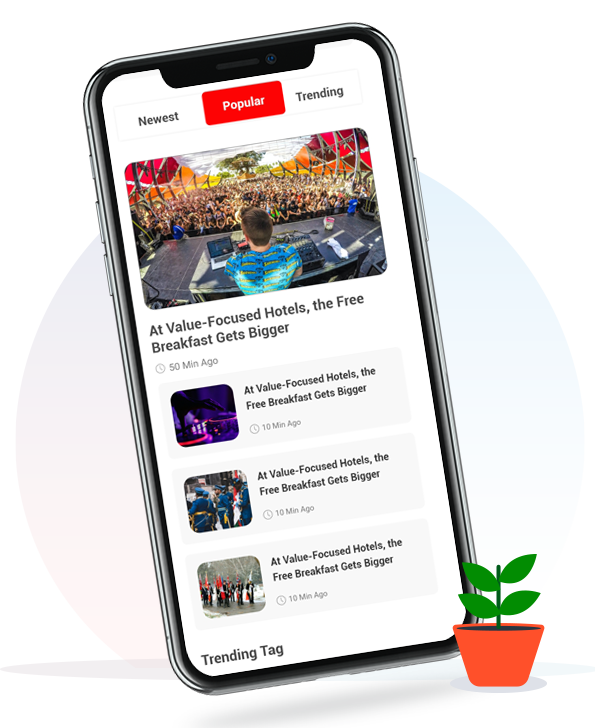 Newest
Popular
Trending
At Value-Focused Hotels, the Free
Breakfast Gets Bigger
50 Min Ago
At Value-Focused Hotels, the
Free Breakfast Gets Bigger
10 Min Ago
At Value-Focused Hotels, the
Free Breakfast Gets Bigger
10 Min Ago
At Value-Focused Hotels, the
Free Breakfast Gets Bigger
10 Min Ago
Trending Tag